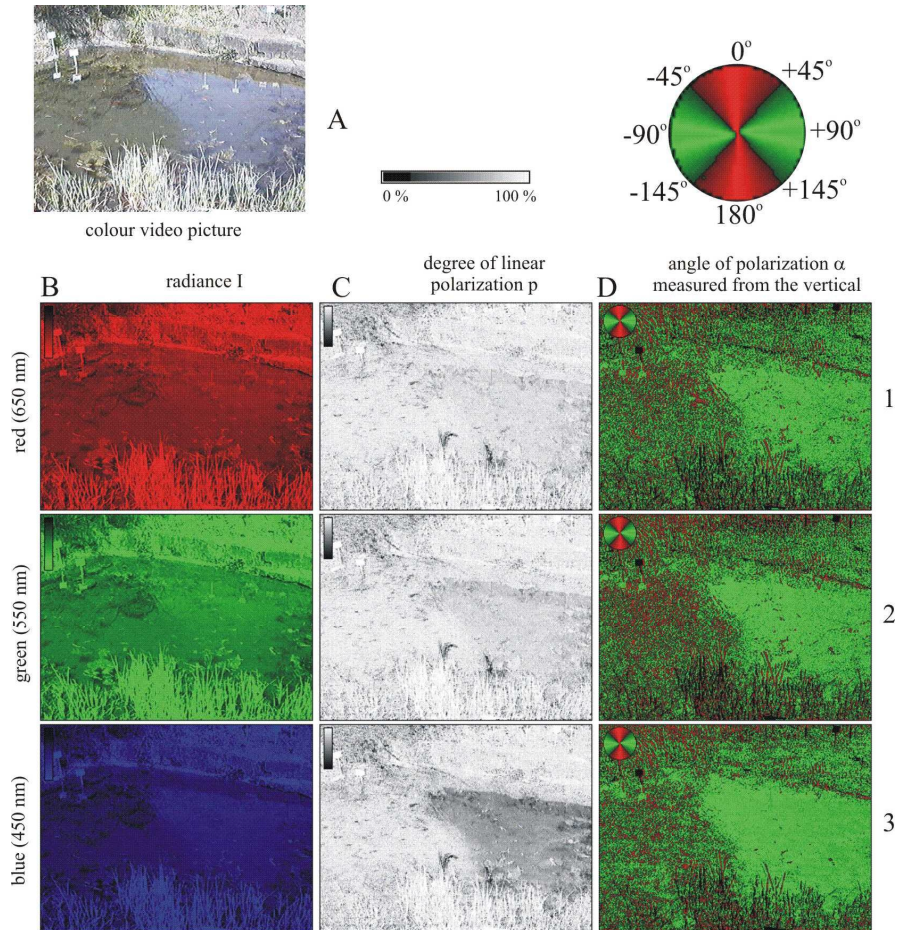 0°
-45°
+45°
A
-90°
+90°
0 %
100 %
-145°
+145°
180°
colour video picture
B
radiance I
C
degree of linear
polarization p
D
angle of polarization α
measured from the vertical
red (650 nm)
1
green (550 nm)
2
blue (450 nm)
3